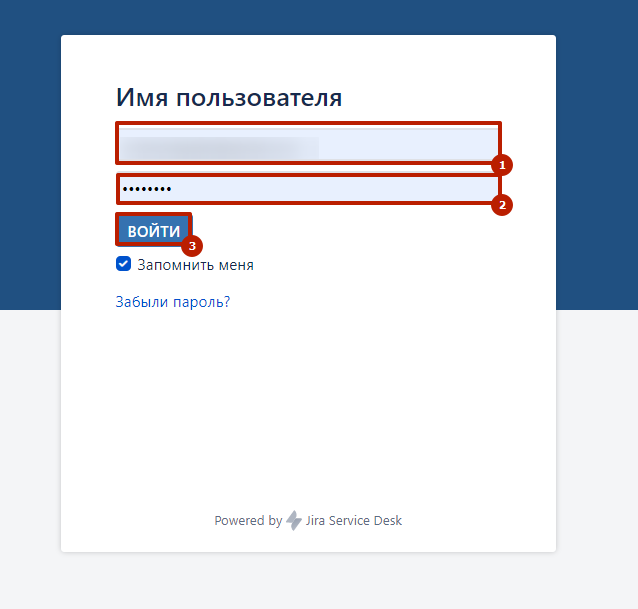 Имя пользователя
1
••••••••
2
ВОЙТИ
3
Запомнить меня
Забыли пароль?
Powered by Jira Service Desk